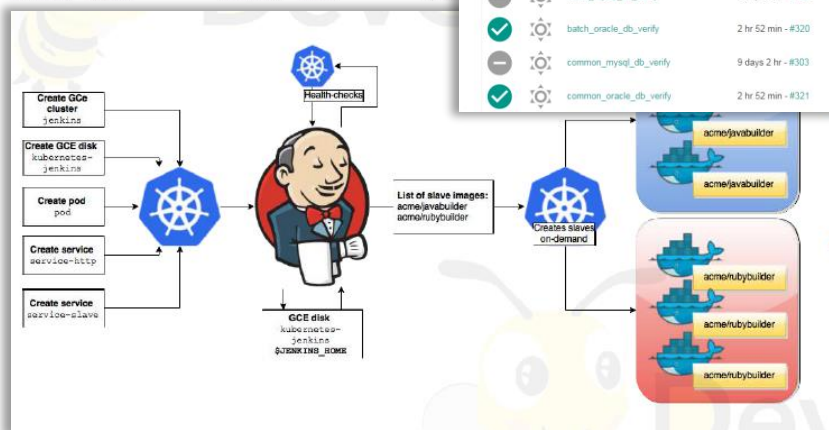 batch_oracle_db_verify 2 hr 52 min - #320
common_mysql_db_verify 9 days 2 hr - #303
common_oracle_db_verify 2 hr 52 min - #321
Create GCe
cluster
jenkins
Create GCE disk
kubernetes-
jenkins
Create pod
pod
Create service
service-http
Create service
service-slave
Health-checks
GCE disk
kubernetes-
jenkins
$JENKINS_HOME
List of slave images:
acme/javabuilder
acme/rubybuilder
Creates slaves
on-demand
acme/javabuilder
acme/javabuilder
acme/rubybuilder
acme/rubybuilder
acme/rubybuilder